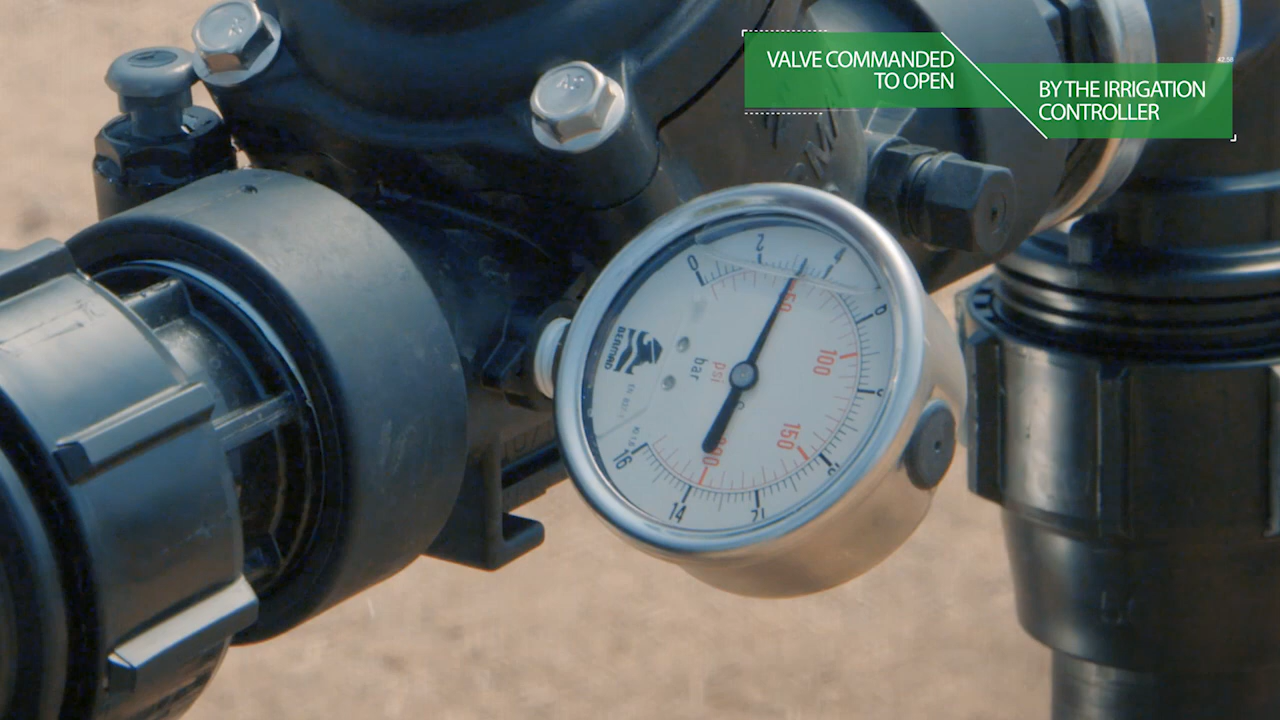 VALVE COMMANDED
TO OPEN
BY THE IRRIGATION
CONTROLLER
0
2
4
50
100
150
bar
psi
BERMAD
14
16